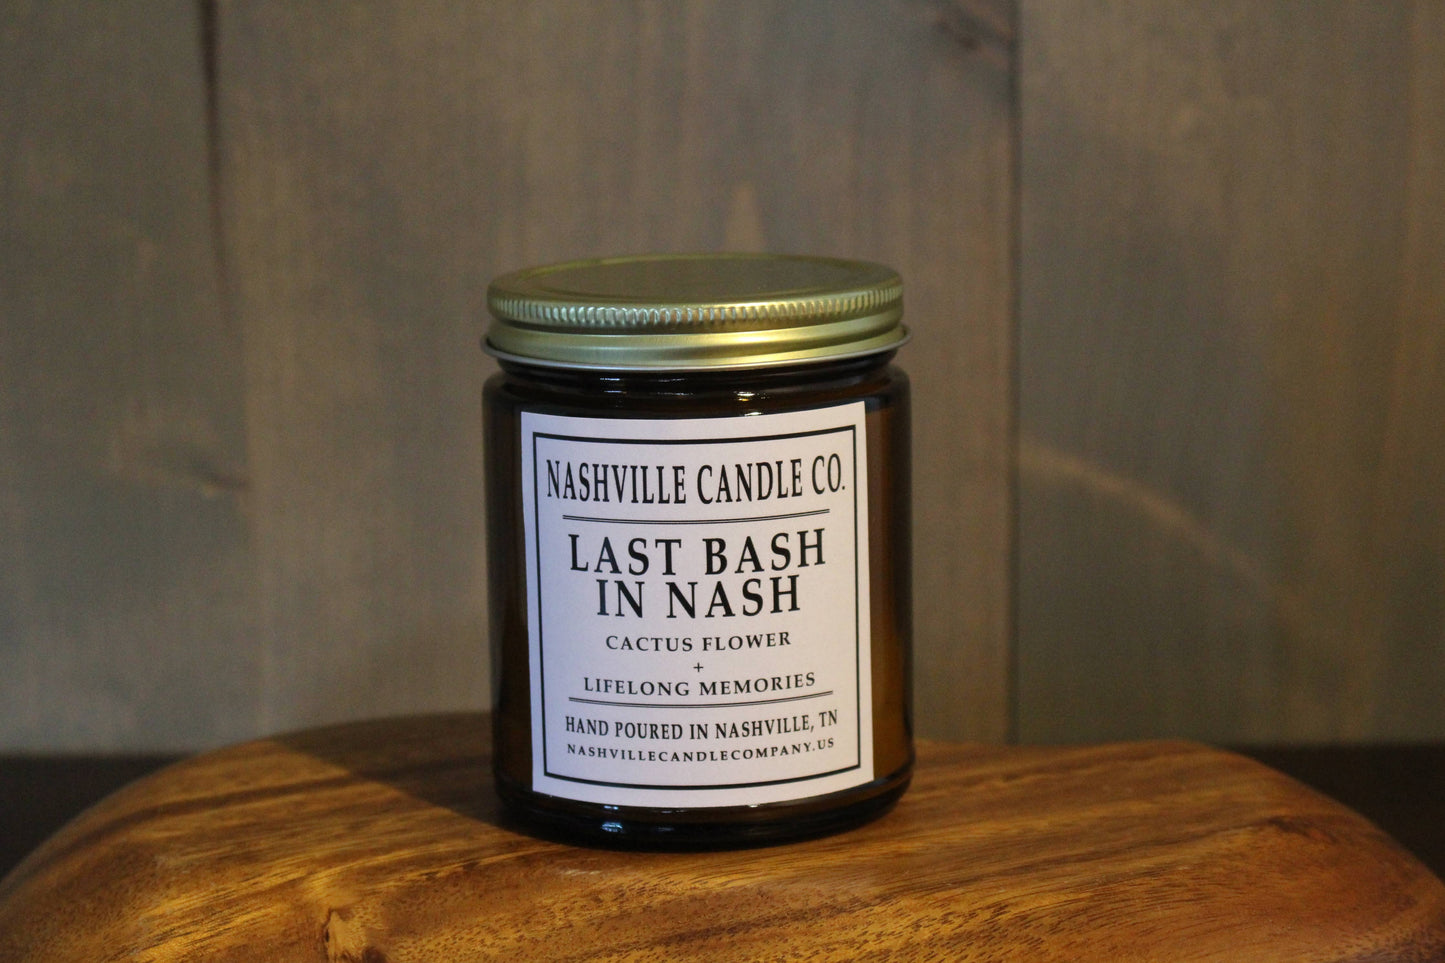 NASHVILLE CANDLE CO.
LAST BASH
IN NASH
CACTUS FLOWER
+
LIFELONG MEMORIES
HAND POURED IN NASHVILLE, TN
NASHVILLECANDLECOMPANY.US